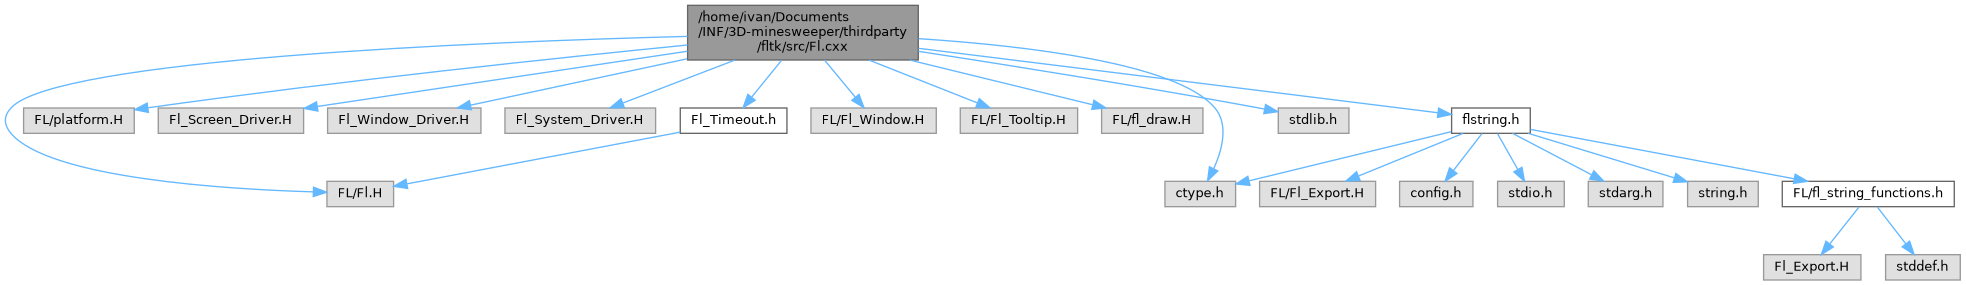 /home/ivan/Documents
/INF/3D-minesweeper/thirdparty
/fltk/src/Fl.cxx
FL/platform.H
Fl_Screen_Driver.H
Fl_Window_Driver.H
Fl_System_Driver.H
Fl_Timeout.h
FL/Fl_Window.H
FL/Fl_Tooltip.H
FL/fl_draw.H
stdlib.h
flstring.h
FL/Fl.H
ctype.h
FL/Fl_Export.H
config.h
stdio.h
stdarg.h
string.h
FL/fl_string_functions.h
Fl_Export.H
stddef.h